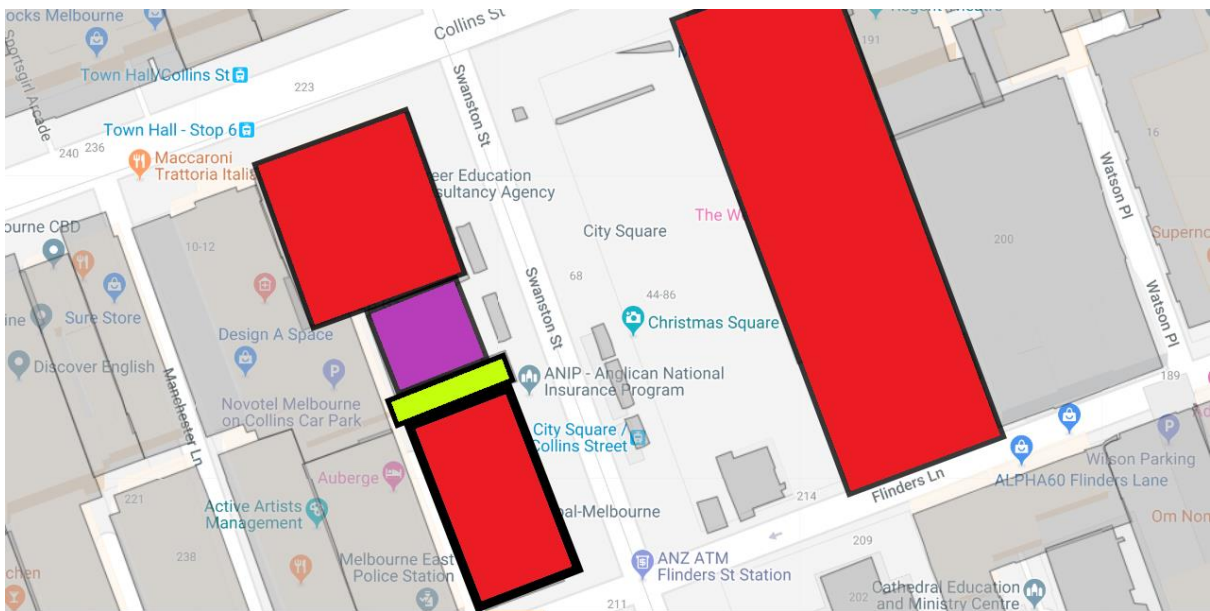 ocks Melbourne
Sportsgirl Arcade
Town Hall/Collins St
Collins St
223
Town Hall - Stop 6
240
236
Maccaroni
Trattoria Italia
Swanston St
191
16
Watson Pl
eer Education
sultancy Agency
ourne CBD
10-12
The W
City Square
200
Superno
68
44-86
Sure Store
Swanston St
Christmas Square
Watson Pl
Design A Space
Discover English
ANIP - Anglican National
Insurance Program
189
Novotel Melbourne
on Collins Car Park
Manchester Ln
City Square /
Collins Street
Wilson Parking
Auberge
ALPHA60 Flinders Lane
Flinders Ln
221
214
Active Artists
Management
bal-Melbourne
Om Nom
209
238
Melbourne East
Police Station
ANZ ATM
Flinders St Station
chen
202
Cathedral Education
and Ministry Centre
211